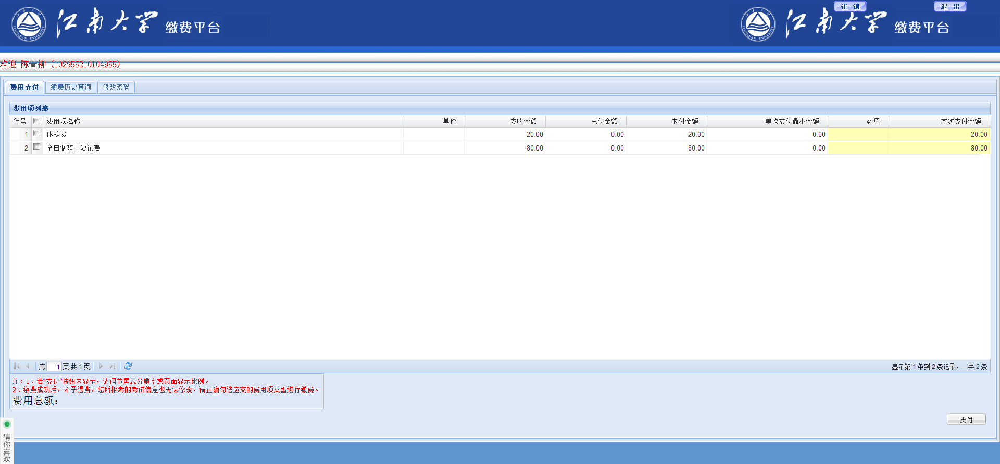 江南大学 缴费平台
江南大学 缴费平台
注 销
退 出
JIANGNAN UNIVERSITY
JIANGNAN UNIVERSITY
欢迎 陈青柳 (102955210104955)
费用支付 缴费历史查询 修改密码
费用项列表
行号 费用项名称 单价 应收金额 已付金额 未付金额 单次支付最小金额 数量 本次支付金额
1 体检费 20.00 0.00 20.00 0.00 20.00
2 全日制硕士复试费 80.00 0.00 80.00 0.00 80.00
第 1 页,共 1 页
显示第 1 条到 2 条记录，一共 2 条
注：1、若“支付”按钮未显示，请调节屏幕分辨率或页面显示比例。
2、缴费成功后，不予退费，您所报考的考试信息也无法修改，请正确勾选应交的费用项类型进行缴费。
费用总额：
支付
猜你喜欢